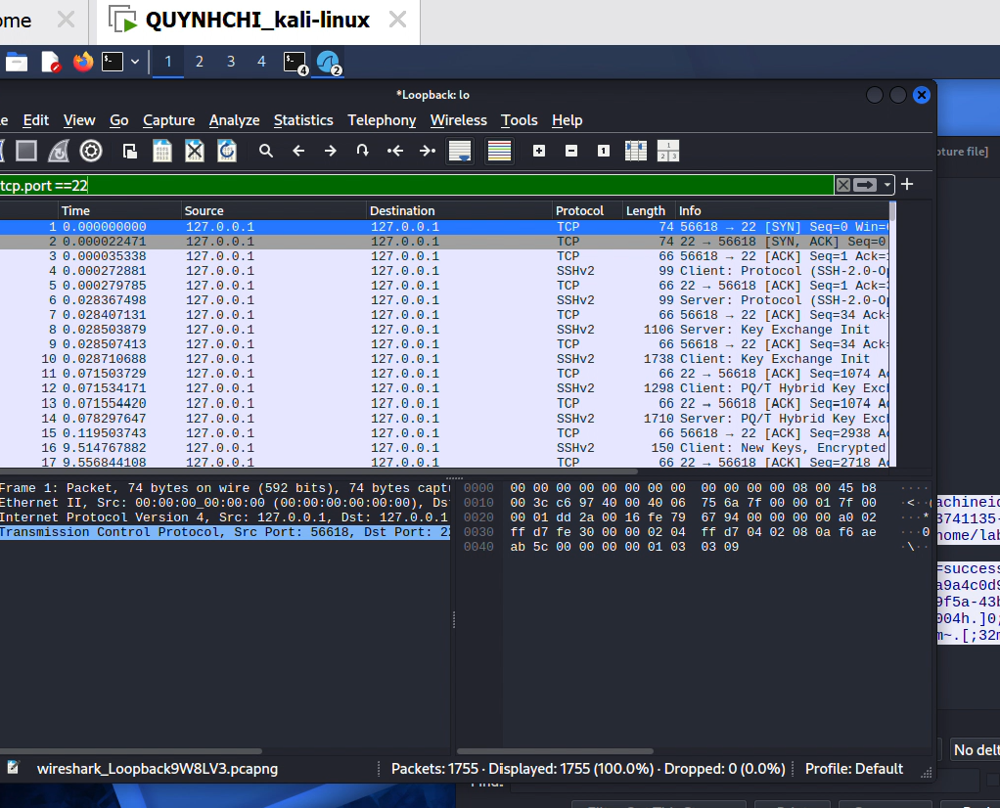 ome
QUYNHCHI_kali-linux
1 2 3 4 4 2
*Loopback: lo
e Edit View Go Capture Analyze Statistics Telephony Wireless Tools Help
pture file]
tcp.port ==22
Time Source Destination Protocol Length Info
1 0.000000000 127.0.0.1 127.0.0.1 TCP 74 56618 → 22 [SYN] Seq=0 Win=
2 0.000022471 127.0.0.1 127.0.0.1 TCP 74 22 → 56618 [SYN, ACK] Seq=0
3 0.000035338 127.0.0.1 127.0.0.1 TCP 66 56618 → 22 [ACK] Seq=1 Ack=
4 0.000272881 127.0.0.1 127.0.0.1 SSHv2 99 Client: Protocol (SSH-2.0-Op
5 0.000279785 127.0.0.1 127.0.0.1 TCP 66 22 → 56618 [ACK] Seq=1 Ack=
6 0.028367498 127.0.0.1 127.0.0.1 SSHv2 99 Server: Protocol (SSH-2.0-Op
7 0.028407131 127.0.0.1 127.0.0.1 TCP 66 56618 → 22 [ACK] Seq=34 Ack=
8 0.028503879 127.0.0.1 127.0.0.1 SSHv2 1106 Server: Key Exchange Init
9 0.028507413 127.0.0.1 127.0.0.1 TCP 66 56618 → 22 [ACK] Seq=34 Ack=
10 0.028710688 127.0.0.1 127.0.0.1 SSHv2 1738 Client: Key Exchange Init
11 0.071503729 127.0.0.1 127.0.0.1 TCP 66 22 → 56618 [ACK] Seq=1074 A
12 0.071534171 127.0.0.1 127.0.0.1 SSHv2 1298 Client: PQ/T Hybrid Key Exc
13 0.071554420 127.0.0.1 127.0.0.1 TCP 66 22 → 56618 [ACK] Seq=1074 A
14 0.078297647 127.0.0.1 127.0.0.1 SSHv2 1710 Server: PQ/T Hybrid Key Exc
15 0.119503743 127.0.0.1 127.0.0.1 TCP 66 56618 → 22 [ACK] Seq=2938 A
16 9.514767882 127.0.0.1 127.0.0.1 SSHv2 150 Client: New Keys, Encrypted
17 9.556844108 127.0.0.1 127.0.0.1 TCP 66 22 → 56618 [ACK] Seq=2718 A
Frame 1: Packet, 74 bytes on wire (592 bits), 74 bytes capt
Ethernet II, Src: 00:00:00_00:00:00 (00:00:00:00:00:00), Ds
Internet Protocol Version 4, Src: 127.0.0.1, Dst: 127.0.0.1
Transmission Control Protocol, Src Port: 56618, Dst Port: 2
0000 00 00 00 00 00 00 00 00 00 00 00 00 08 00 45 b8 ····
0010 00 3c c6 97 40 00 40 06 75 6a 7f 00 00 01 7f 00 ·<··
0020 00 01 dd 2a 00 16 fe 79 67 94 00 00 00 00 a0 02 ···*
0030 ff d7 fe 30 00 00 02 04 ff d7 04 02 08 0a f6 ae ···0
0040 ab 5c 00 00 00 00 01 03 03 09 ·\··
achineid
3741135-
home/lab
=success
a9a4c0d9
9f5a-43b
004h.]0;
m~.[;32m
No delt
wireshark_Loopback9W8LV3.pcapng
Packets: 1755 · Displayed: 1755 (100.0%) · Dropped: 0 (0.0%)
Profile: Default